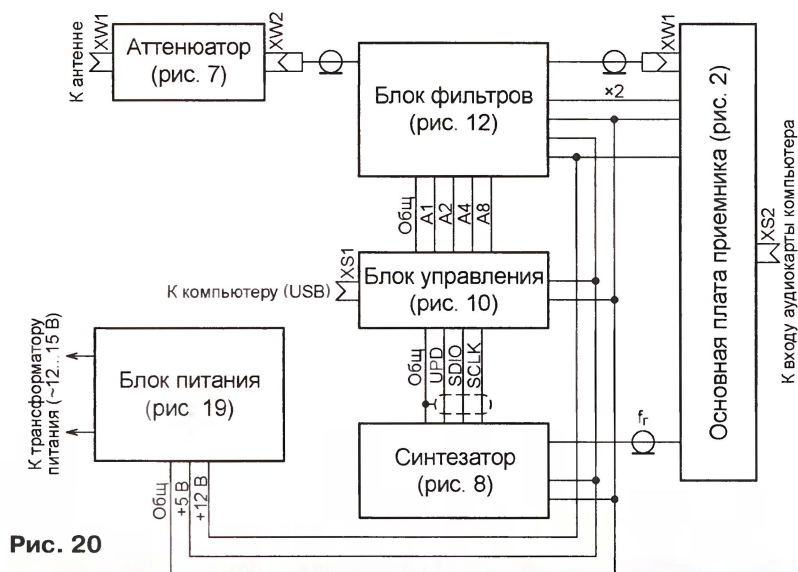 К антенне
XW1
Аттенюатор
(рис. 7)
XW2
Блок фильтров
(рис. 12)
XW1
×2
Основная плата приемника (рис. 2)
XS2
К входу аудиокарты компьютера
Общ
A1
A2
A4
A8
К компьютеру (USB)
XS1
Блок управления
(рис. 10)
К трансформатору
питания (~12...15 В)
Блок питания
(рис. 19)
Общ
UPD
SDIO
SCLK
Синтезатор
(рис. 8)
fг
Общ
+5 В
+12 В
Рис. 20